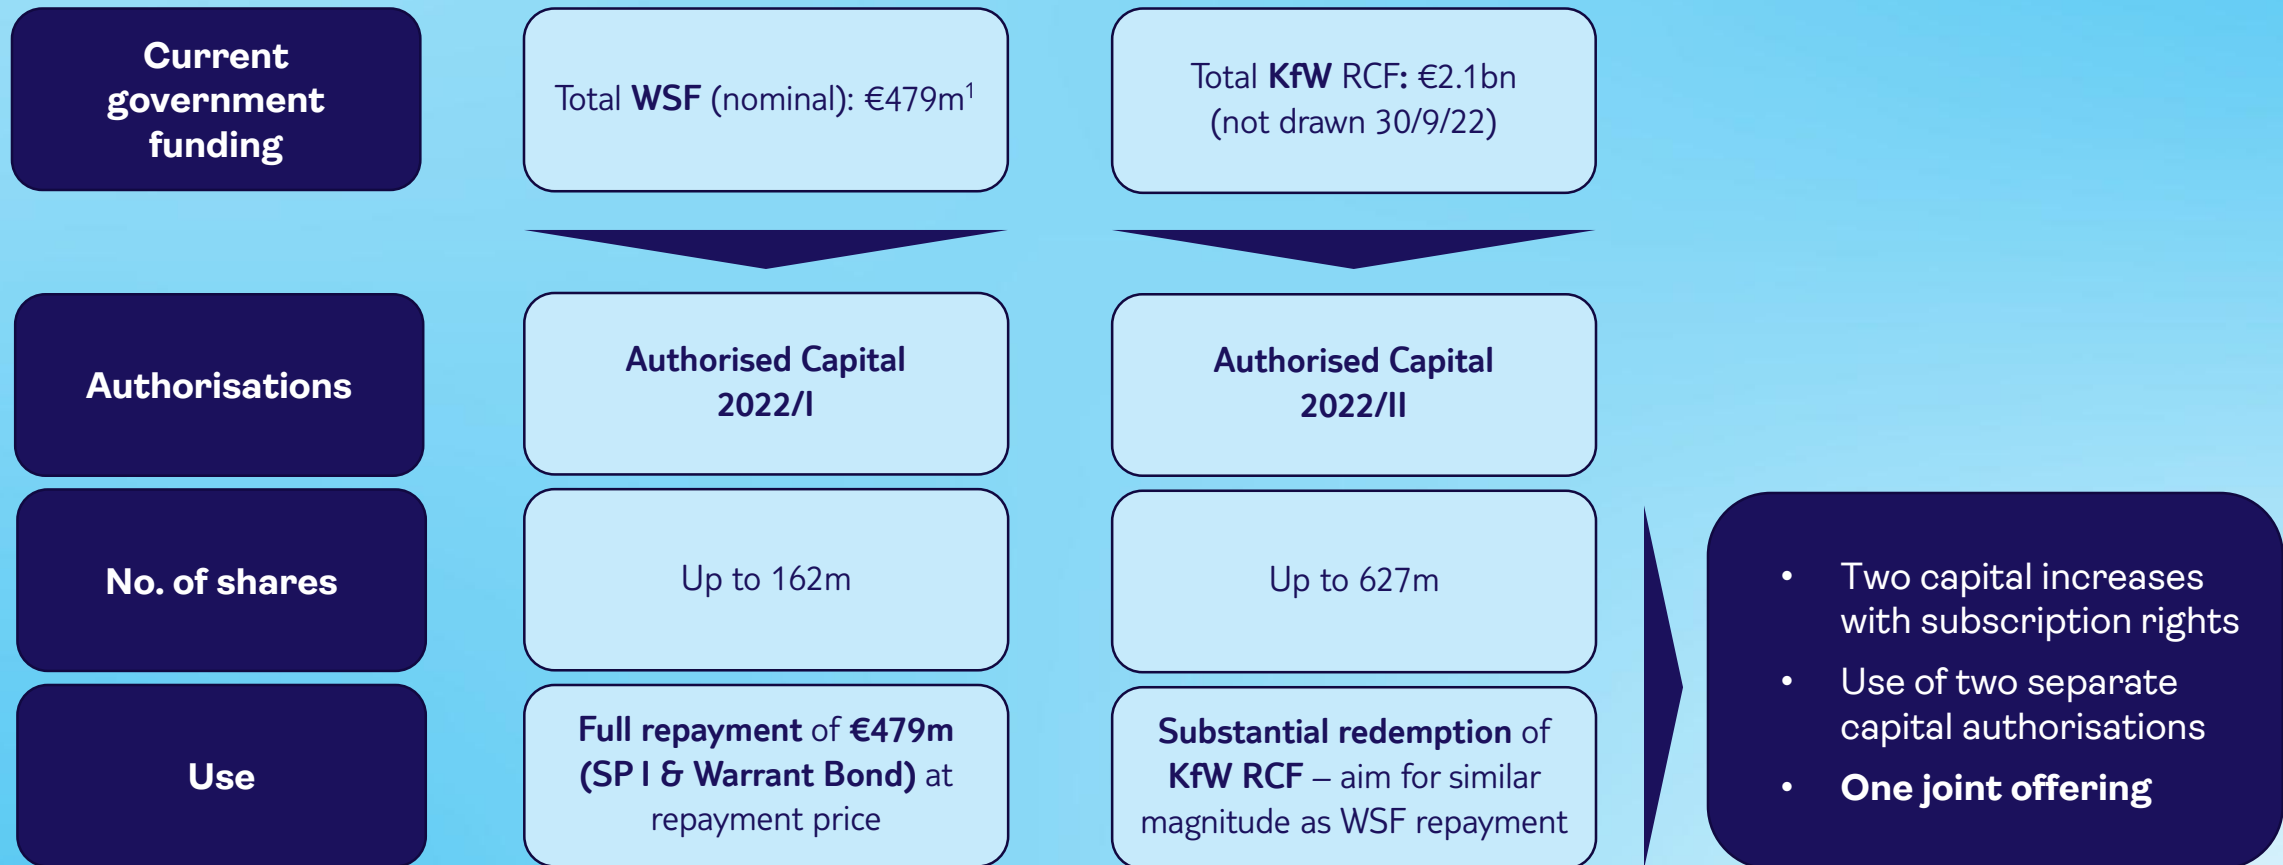 Current
government
funding
Total WSF (nominal): €479m¹
Total KfW RCF: €2.1bn
(not drawn 30/9/22)
Authorisations
Authorised Capital
2022/I
Authorised Capital
2022/II
No. of shares
Up to 162m
Up to 627m
Use
Full repayment of €479m
(SP I & Warrant Bond) at
repayment price
Substantial redemption of
KfW RCF – aim for similar
magnitude as WSF repayment
• Two capital increases
with subscription rights
• Use of two separate
capital authorisations
• One joint offering